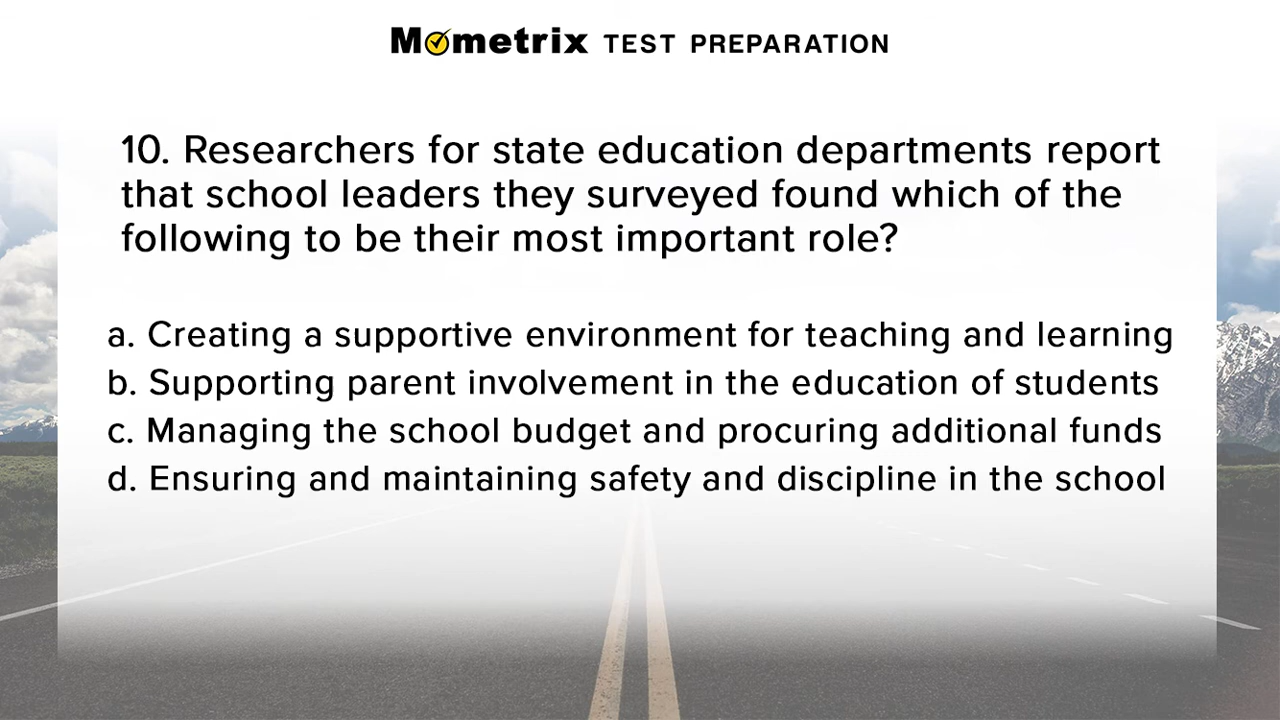 Mometrix TEST PREPARATION
10. Researchers for state education departments report
that school leaders they surveyed found which of the
following to be their most important role?
a. Creating a supportive environment for teaching and learning
b. Supporting parent involvement in the education of students
c. Managing the school budget and procuring additional funds
d. Ensuring and maintaining safety and discipline in the school